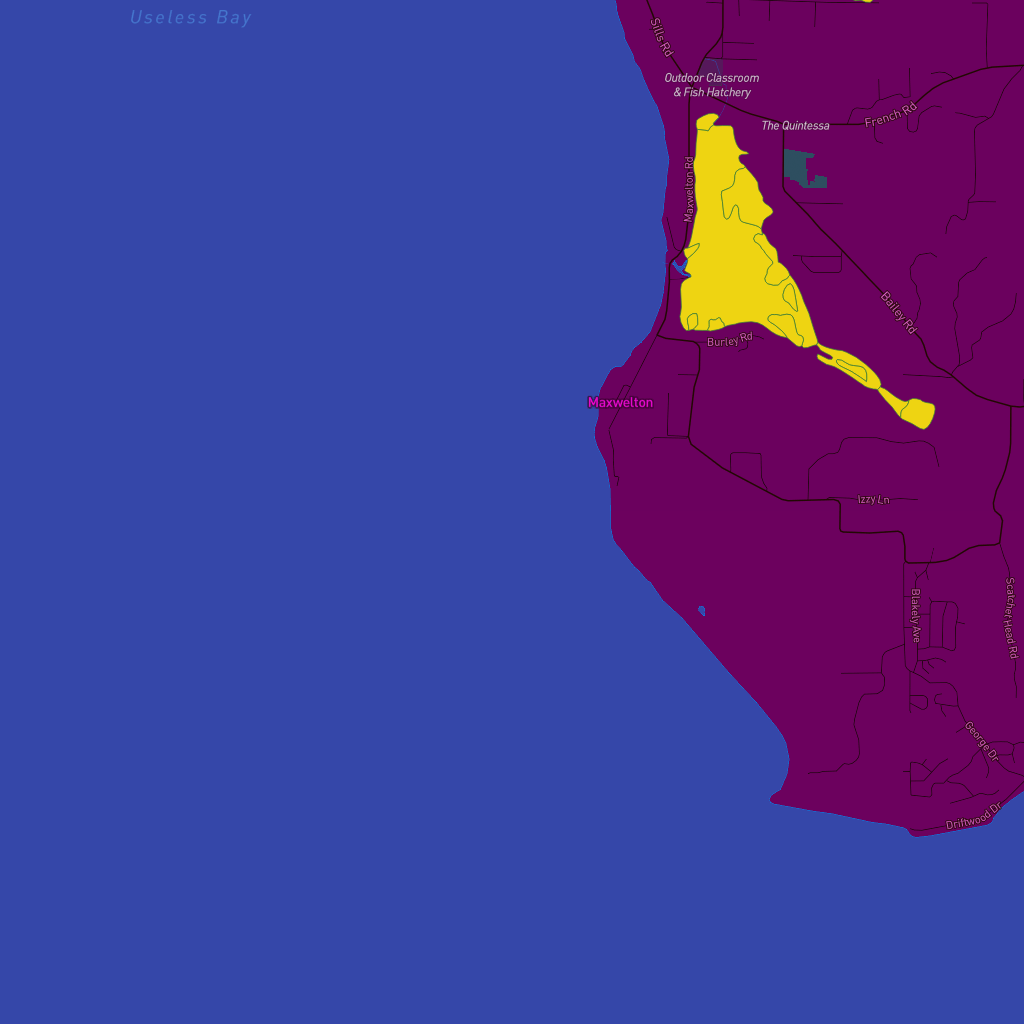 Useless Bay
Sills Rd
Outdoor Classroom
& Fish Hatchery
The Quintessa
French Rd
Maxwelton Rd
Bailey Rd
Burley Rd
Maxwelton
Izzy Ln
Blakely Ave
Scatchet Head Rd
George Dr
Driftwood Dr